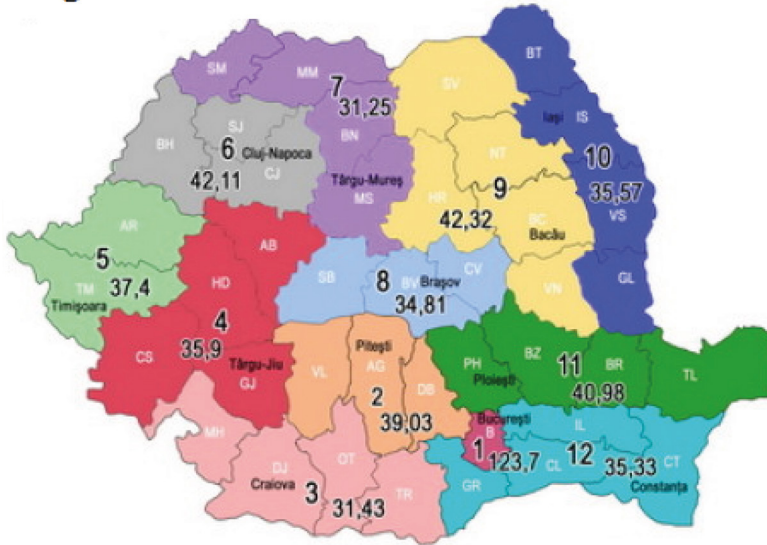 BT
SM
MM
SV
7
31,25
Iași
IS
SJ
BN
BH
6
Cluj-Napoca
NT
10
CJ
42,11
Târgu-Mureș
9
35,57
MS
HR
42,32
BC
VS
AR
Bacău
AB
5
TM
37,4
HD
SB
8
BV
Brașov
CV
GL
Timișoara
34,81
VN
4
35,9
CS
Târgu-Jiu
GJ
VL
Pitești
AG
2
DB
39,03
PH
Ploiești
BZ
11
BR
40,98
TL
București
B
1
123,7
IL
12
CL
35,33
CT
Constanța
MH
DJ
Craiova
3
OT
31,43
TR
GR